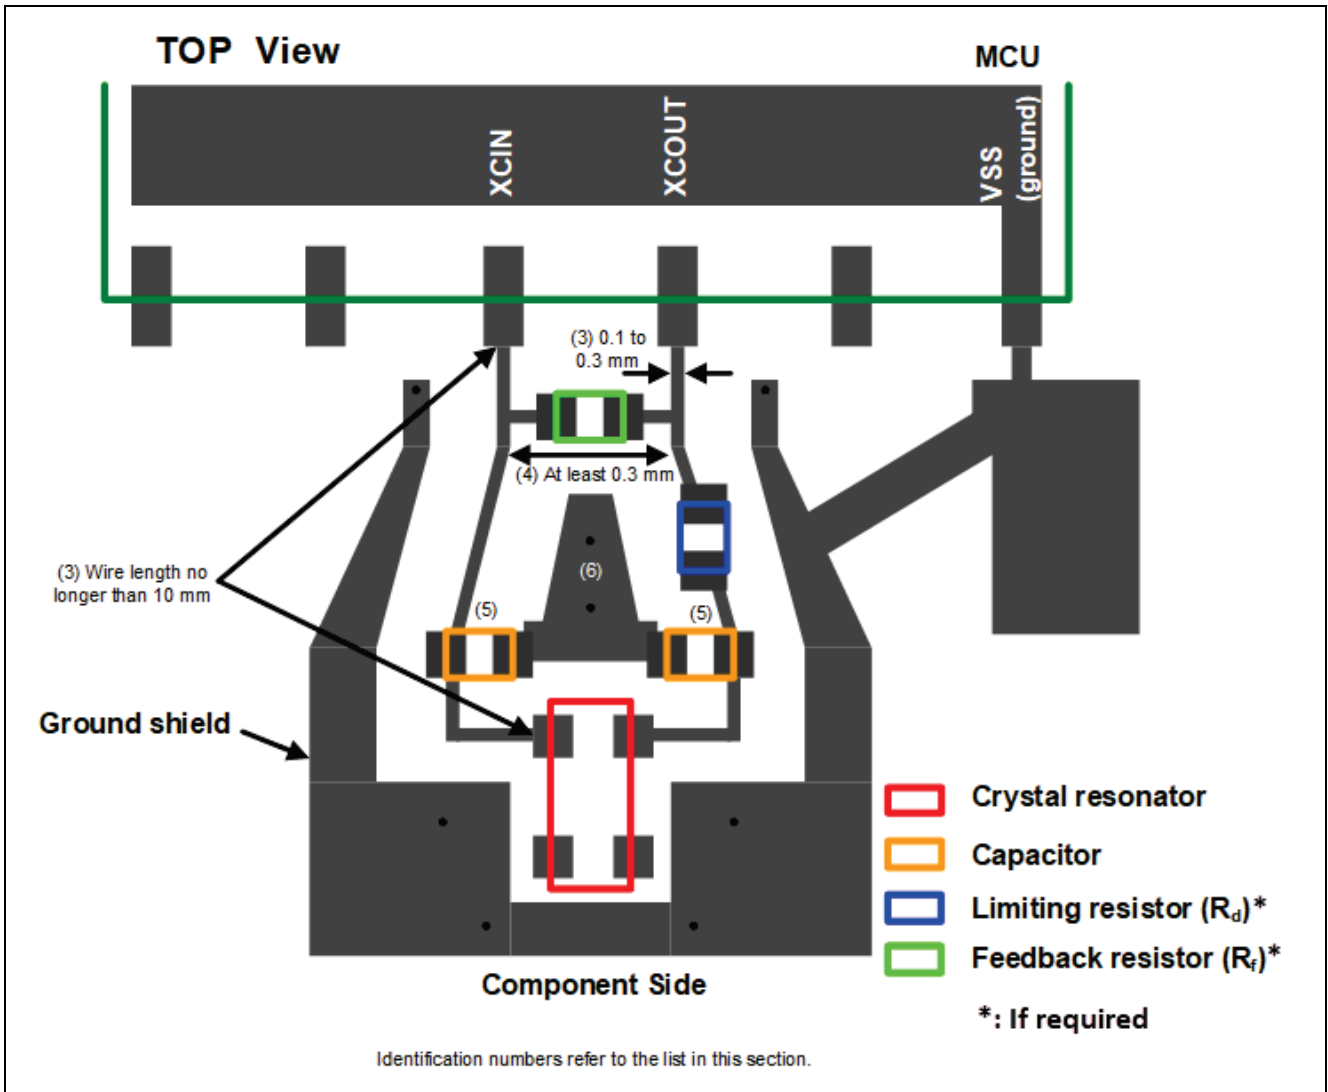 TOP View
MCU
XCIN
XCOUT
VSS
(ground)
(3) 0.1 to
0.3 mm
(4) At least 0.3 mm
(3) Wire length no
longer than 10 mm
(6)
(5)
(5)
Ground shield
Crystal resonator
Capacitor
Limiting resistor (Rd)*
Feedback resistor (Rf)*
*: If required
Component Side
Identification numbers refer to the list in this section.